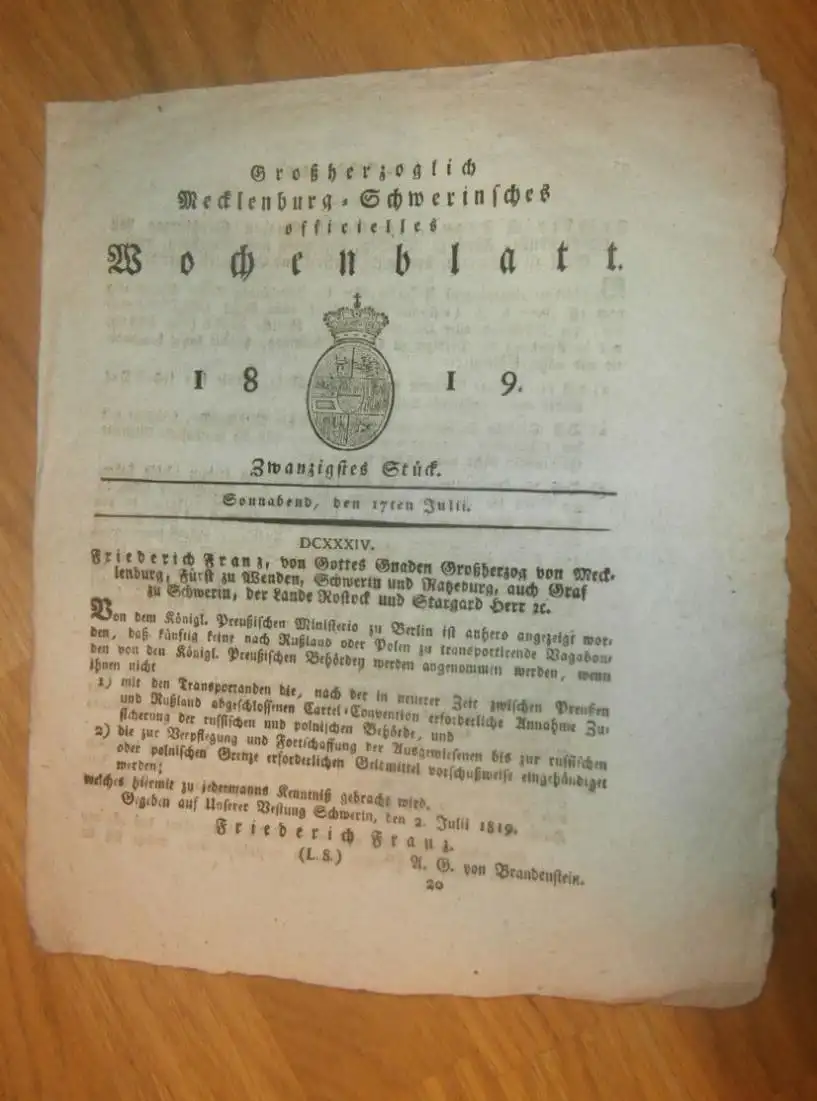 Großherzoglich
Mecklenburg-Schwerinsches
officielles
Wochenblatt.
1819.
Zwanzigstes Stück.
Sonnabend, den 17ten Julii.
DCXXXIV.
Friederich Franz, von Gottes Gnaden Großherzog von Meck-
lenburg, Fürst zu Wenden, Schwerin und Ratzeburg, auch Graf
zu Schwerin, der Lande Rostock und Stargard Herr ꝛc.
Von dem Königl. Preußischen Ministerio zu Berlin ist anhero angezeigt wor-
den, daß künftig keine nach Rußland oder Polen zu transportirende Vagabon-
den von den Königl. Preußischen Behörden werden angenommen werden, wenn
ihnen nicht
1) mit den Transportanden die, nach der in neuerer Zeit zwischen Preußen
und Rußland abgeschlossenen Cartel-Convention erforderliche Annahme Zu-
sicherung der russischen und polnischen Behörde, und
2) die zur Verpflegung und Fortschaffung der Ausgewiesenen bis zur russischen
oder polnischen Grenze erforderlichen Geldmittel vorschußweise eingehändiget
werden;
welches hiermit zu jedermanns Kenntniß gebracht wird.
Gegeben auf Unserer Vestung Schwerin, den 2. Julii 1819.
Friederich Franz.
(L. S.)
A. G. von Brandenstein.
20